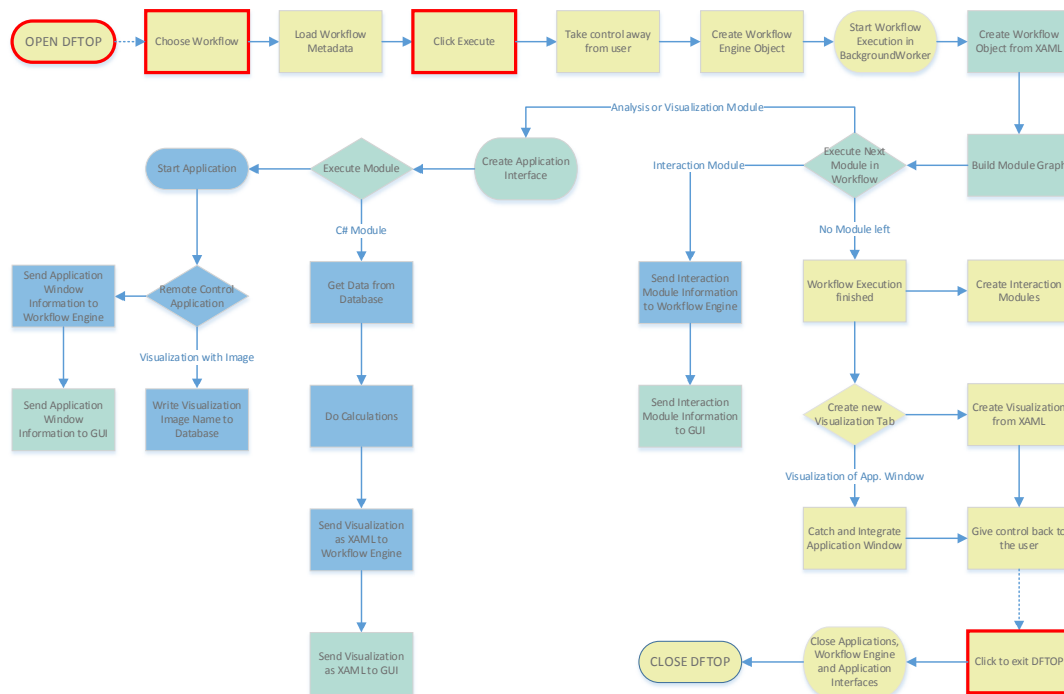 OPEN DFTOP
Choose Workflow
Load Workflow
Metadata
Click Execute
Take control away
from user
Create Workflow
Engine Object
Start Workflow
Execution in
BackgroundWorker
Create Workflow
Object from XAML
Analysis or Visualization Module
Start Application
Execute Module
Create Application
Interface
Interaction Module
Execute Next
Module in
Workflow
Build Module Graph
C# Module
No Module left
Send Application
Window
Information to
Workflow Engine
Remote Control
Application
Get Data from
Database
Send Interaction
Module Information
to Workflow Engine
Workflow Execution
finished
Create Interaction
Modules
Visualization with Image
Send Application
Window
Information to GUI
Write Visualization
Image Name to
Database
Do Calculations
Send Interaction
Module Information
to GUI
Create new
Visualization Tab
Create Visualization
from XAML
Visualization of App. Window
Send Visualization
as XAML to
Workflow Engine
Catch and Integrate
Application Window
Give control back to
the user
Send Visualization
as XAML to GUI
CLOSE DFTOP
Close Applications,
Workflow Engine
and Application
Interfaces
Click to exit DFTOP